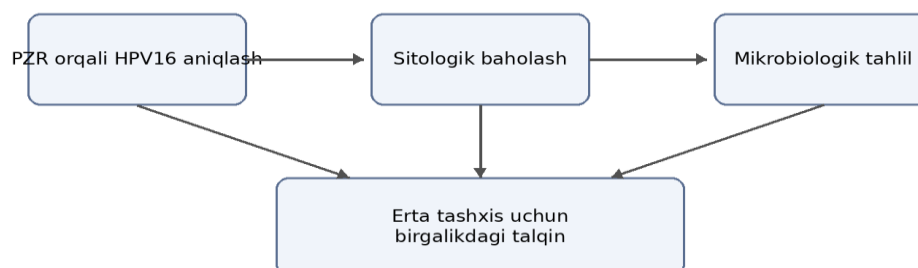 PZR orqali HPV16 aniqlash
Sitologik baholash
Mikrobiologik tahlil
Erta tashxis uchun
birgalikdagi talqin